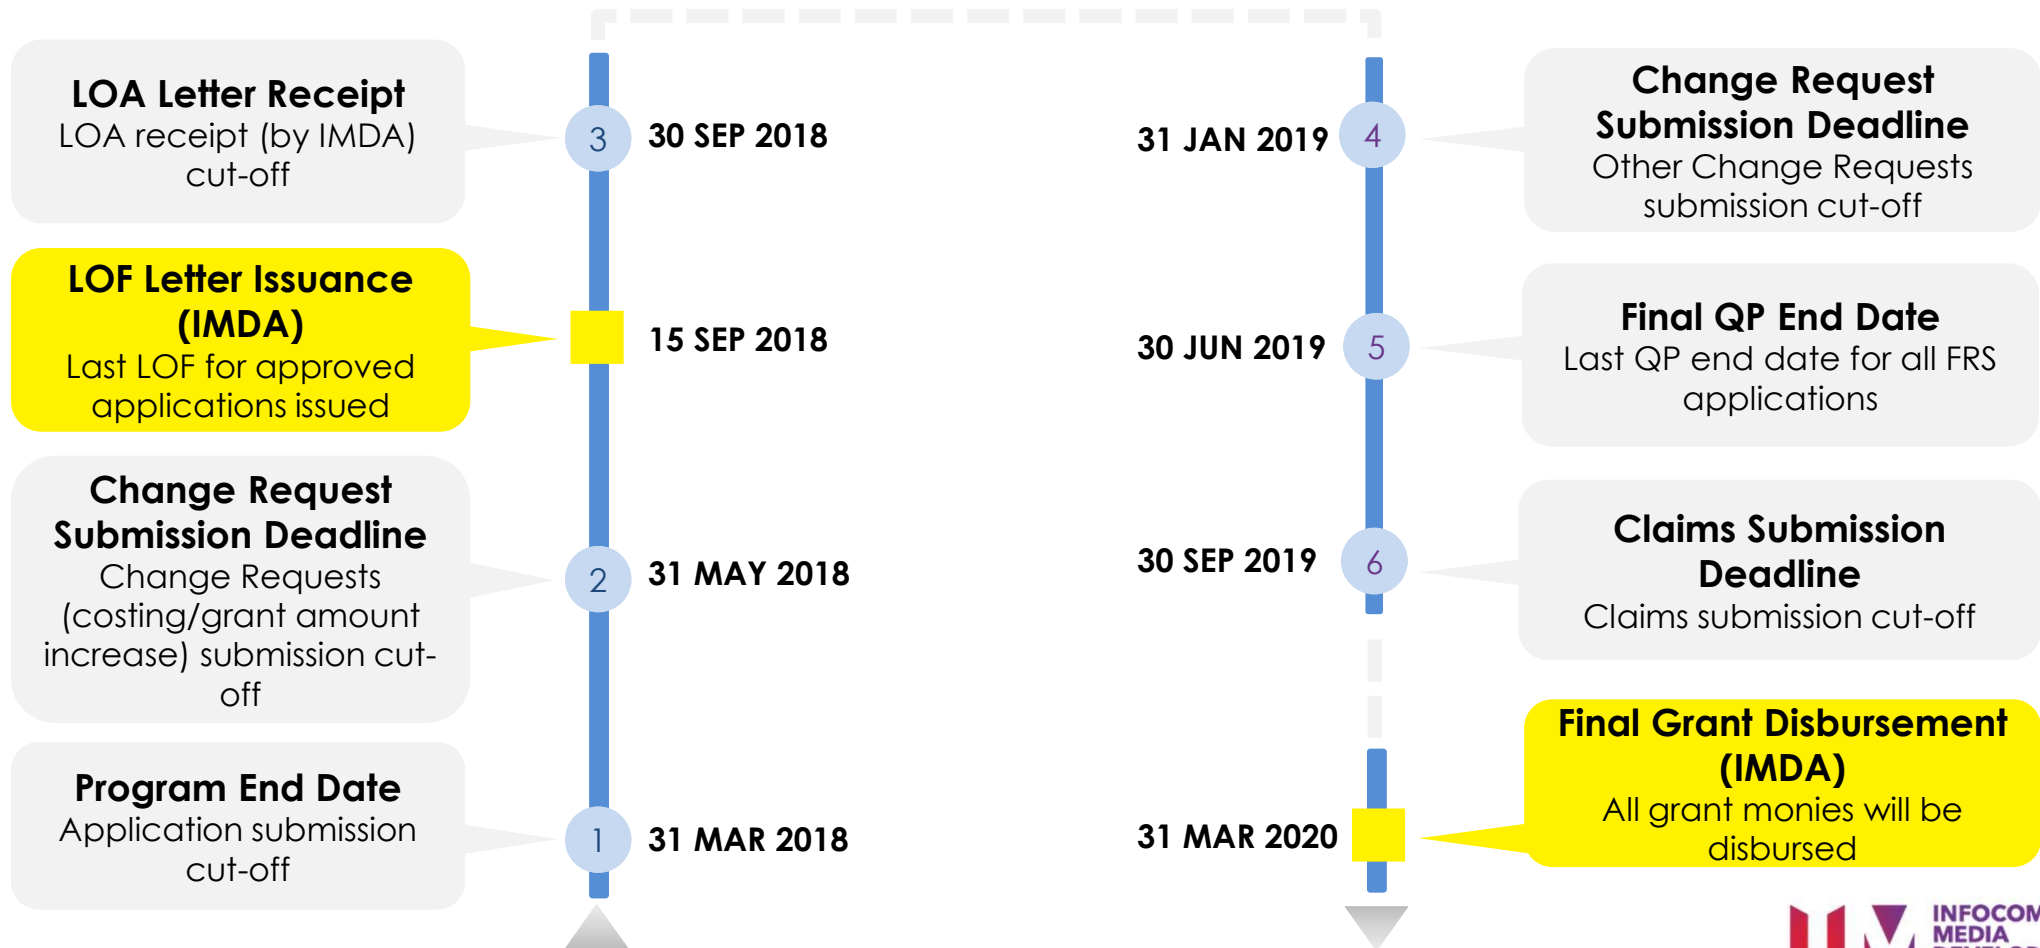 LOA Letter Receipt
LOA receipt (by IMDA)
cut-off
3
30 SEP 2018
LOF Letter Issuance
(IMDA)
Last LOF for approved
applications issued
15 SEP 2018
Change Request
Submission Deadline
Change Requests
(costing/grant amount
increase) submission cut-
off
2
31 MAY 2018
Program End Date
Application submission
cut-off
1
31 MAR 2018
31 JAN 2019
4
Change Request
Submission Deadline
Other Change Requests
submission cut-off
30 JUN 2019
5
Final QP End Date
Last QP end date for all FRS
applications
30 SEP 2019
6
Claims Submission
Deadline
Claims submission cut-off
31 MAR 2020
Final Grant Disbursement
(IMDA)
All grant monies will be
disbursed
INFOCOM
MEDIA